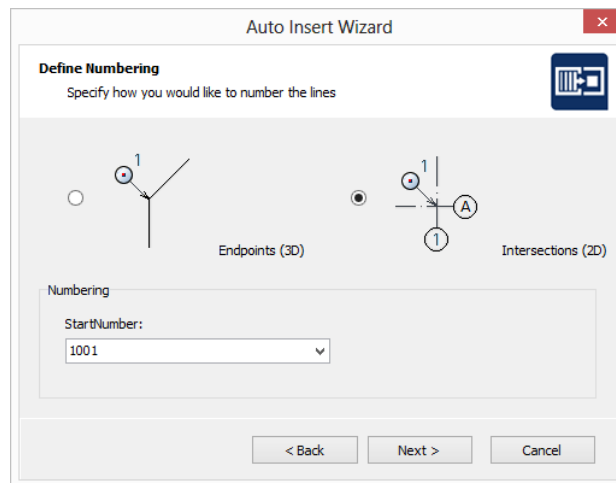 Auto Insert Wizard
×
Define Numbering
Specify how you would like to number the lines
1
Endpoints (3D)
1
A
1
Intersections (2D)
Numbering
StartNumber:
1001
< Back Next > Cancel